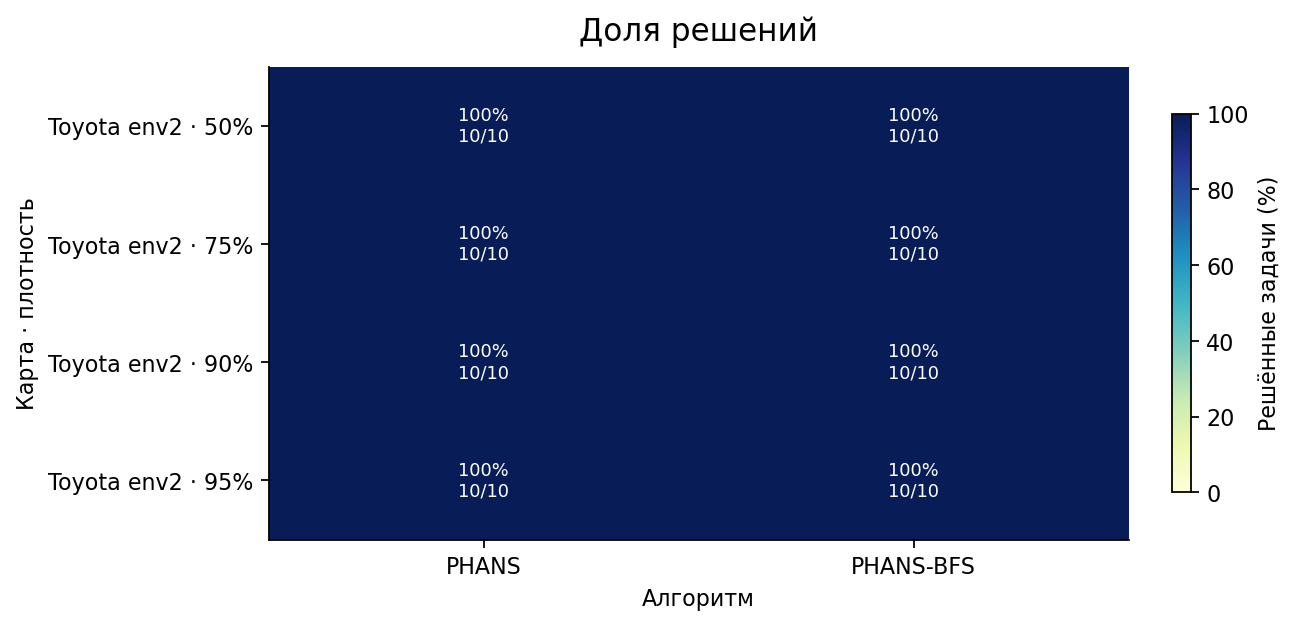 Доля решений
Карта · плотность
Toyota env2 · 50%
100%
10/10
100%
10/10
Toyota env2 · 75%
100%
10/10
100%
10/10
Toyota env2 · 90%
100%
10/10
100%
10/10
Toyota env2 · 95%
100%
10/10
100%
10/10
PHANS
PHANS-BFS
Алгоритм
100
80
60
40
20
0
Решённые задачи (%)